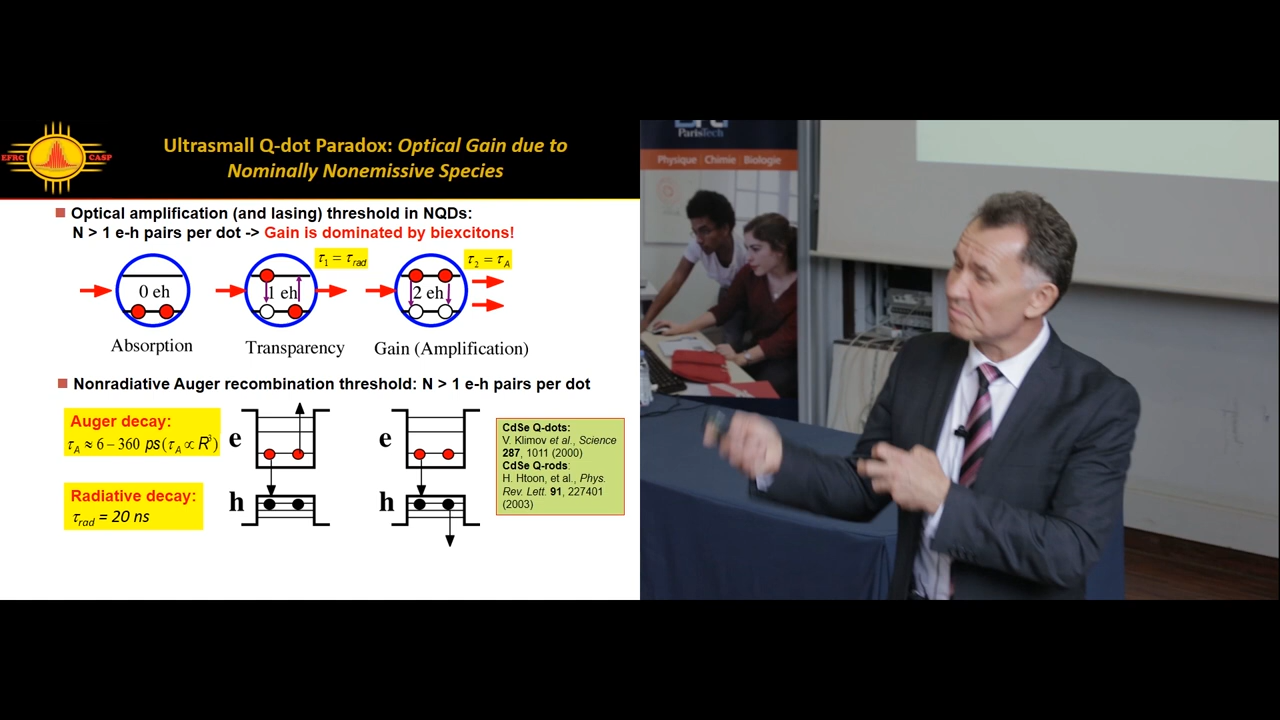 EFRC CASP
Ultrasmall Q-dot Paradox: Optical Gain due to
Nominally Nonemissive Species
Optical amplification (and lasing) threshold in NQDs:
N > 1 e-h pairs per dot -> Gain is dominated by biexcitons!
τ1 = τrad
τ2 = τA
0 eh
1 eh
2 eh
Absorption
Transparency
Gain (Amplification)
Nonradiative Auger recombination threshold: N > 1 e-h pairs per dot
Auger decay:
τA ≈ 6 – 360 ps (τA ∝ R³)
Radiative decay:
τrad = 20 ns
e
h
e
h
CdSe Q-dots:
V. Klimov et al., Science
287, 1011 (2000)
CdSe Q-rods:
H. Htoon, et al., Phys.
Rev. Lett. 91, 227401
(2003)
ParisTech
Physique | Chimie | Biologie